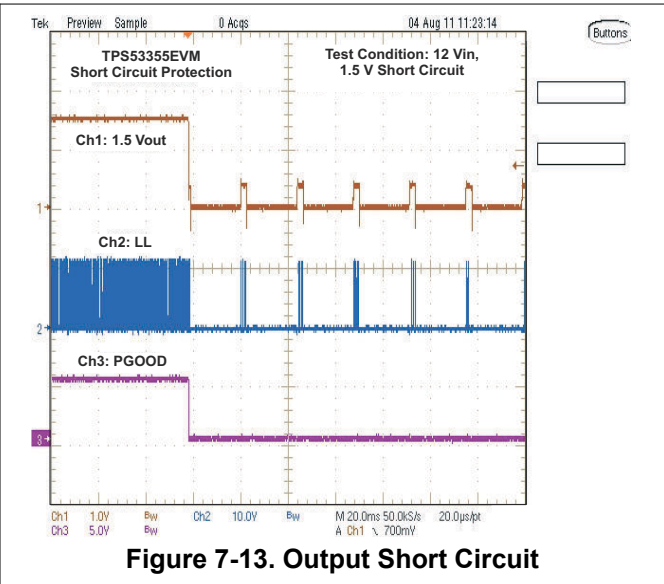 Tek Preview Sample 0 Acqs 04 Aug 11 11:23:14
Buttons
TPS53355EVM
Short Circuit Protection
Test Condition: 12 Vin,
1.5 V Short Circuit
Ch1: 1.5 Vout
1
Ch2: LL
2
Ch3: PGOOD
3
Ch1 1.0V Bw Ch2 10.0V Bw M 20.0ms 50.0kS/s 20.0µs/pt
Ch3 5.0V Bw A Ch1 \ 700mV
Figure 7-13. Output Short Circuit